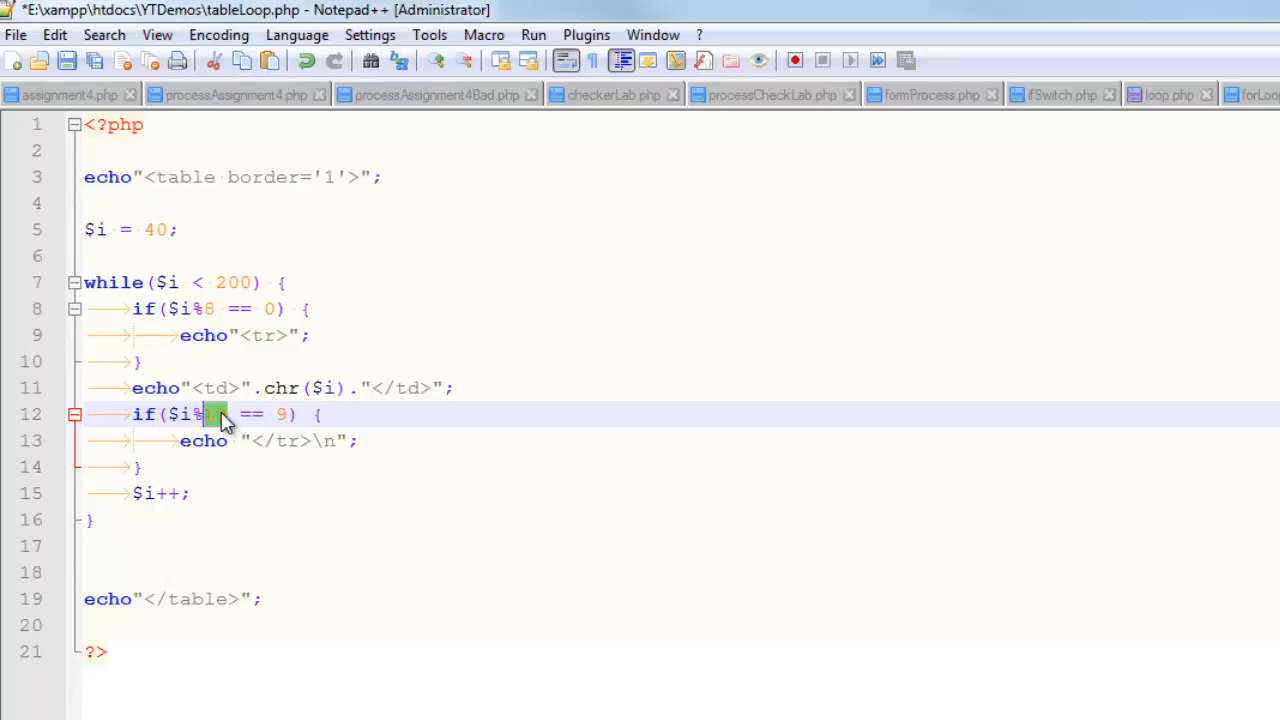 *E:\xampp\htdocs\YTDemos\tableLoop.php - Notepad++ [Administrator]
File Edit Search View Encoding Language Settings Tools Macro Run Plugins Window ?
assignment4.php processAssignment4.php processAssignment4Bad.php checkerLab.php processCheckLab.php formProcess.php ifSwitch.php loop.php forLoo
1 <?php
2
3 echo"<table border='1'>";
4
5 $i = 40;
6
7 while($i < 200) {
8 if($i%8 == 0) {
9 echo"<tr>";
10 }
11 echo"<td>".chr($i)."</td>";
12 if($i% == 9) {
13 echo "</tr>\n";
14 }
15 $i++;
16 }
17
18
19 echo"</table>";
20
21 ?>